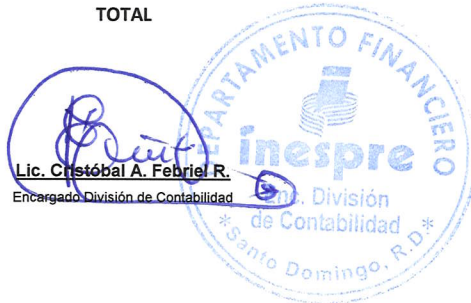 TOTAL
DEPARTAMENTO FINANCIERO
inespre
Lic. Cristóbal A. Febriel R.
Encargado División de Contabilidad
Enc. División
de Contabilidad
*Santo Domingo, R.D.*